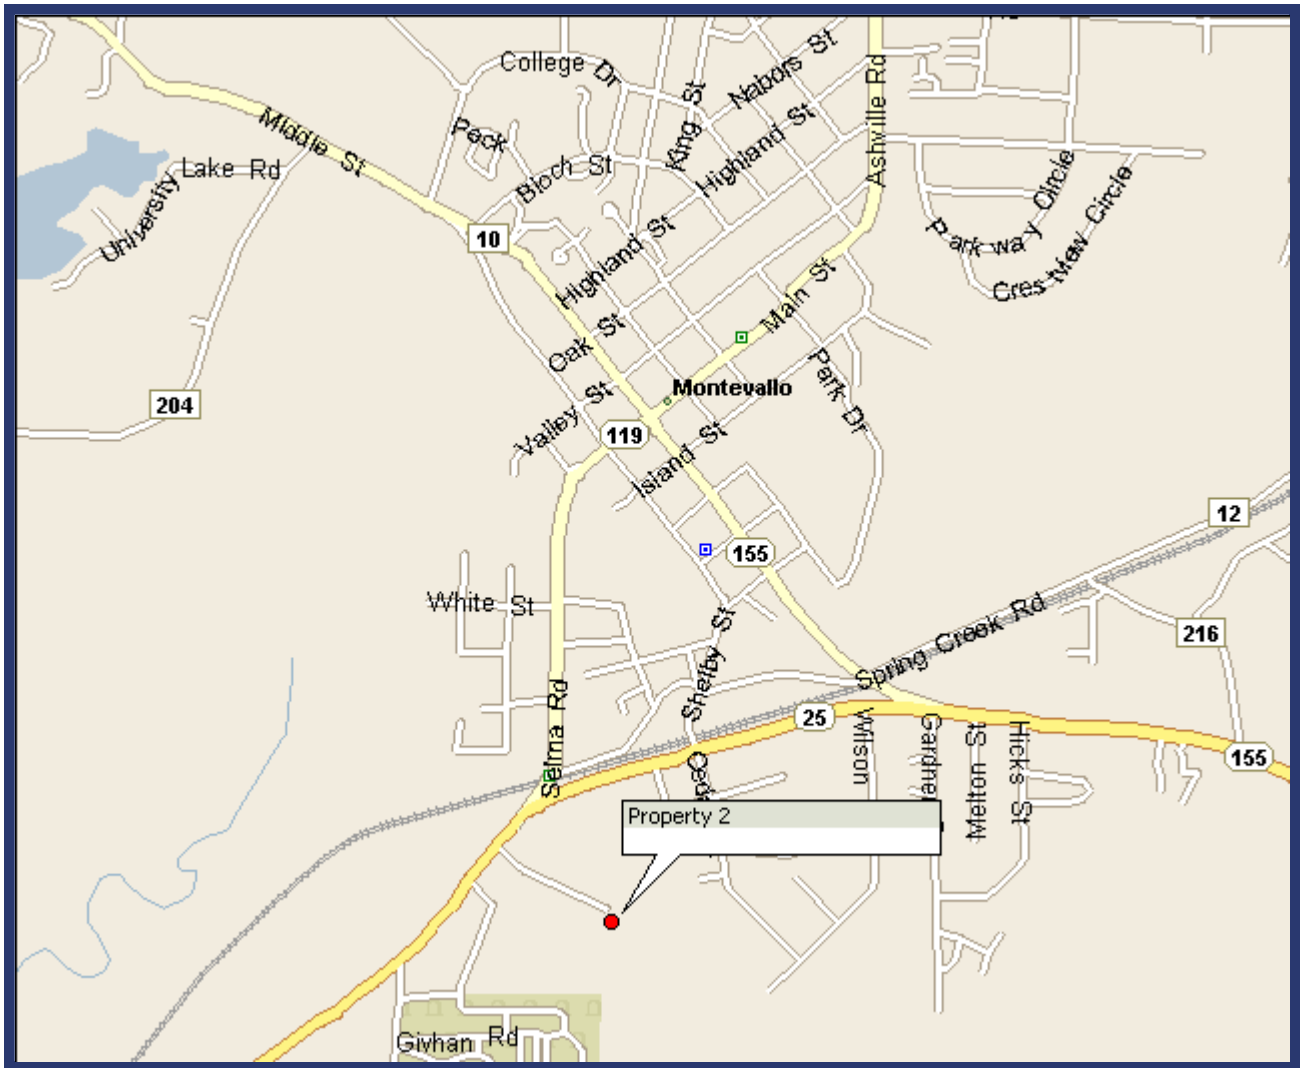 College Dr
Nabors St
King St
Ashville Rd
Middle St
Peck
Highland St
Bloch St
Lake Rd
University
Parkway Circle
Crestview Circle
10
Highland St
Main St
Oak St
Park Dr
Montevallo
204
Valley St
119
Island St
12
155
White St
Spring Creek Rd
216
Shelby St
Selma Rd
25
Wilson
Melton St
Hicks St
155
Property 2
Givhan Rd